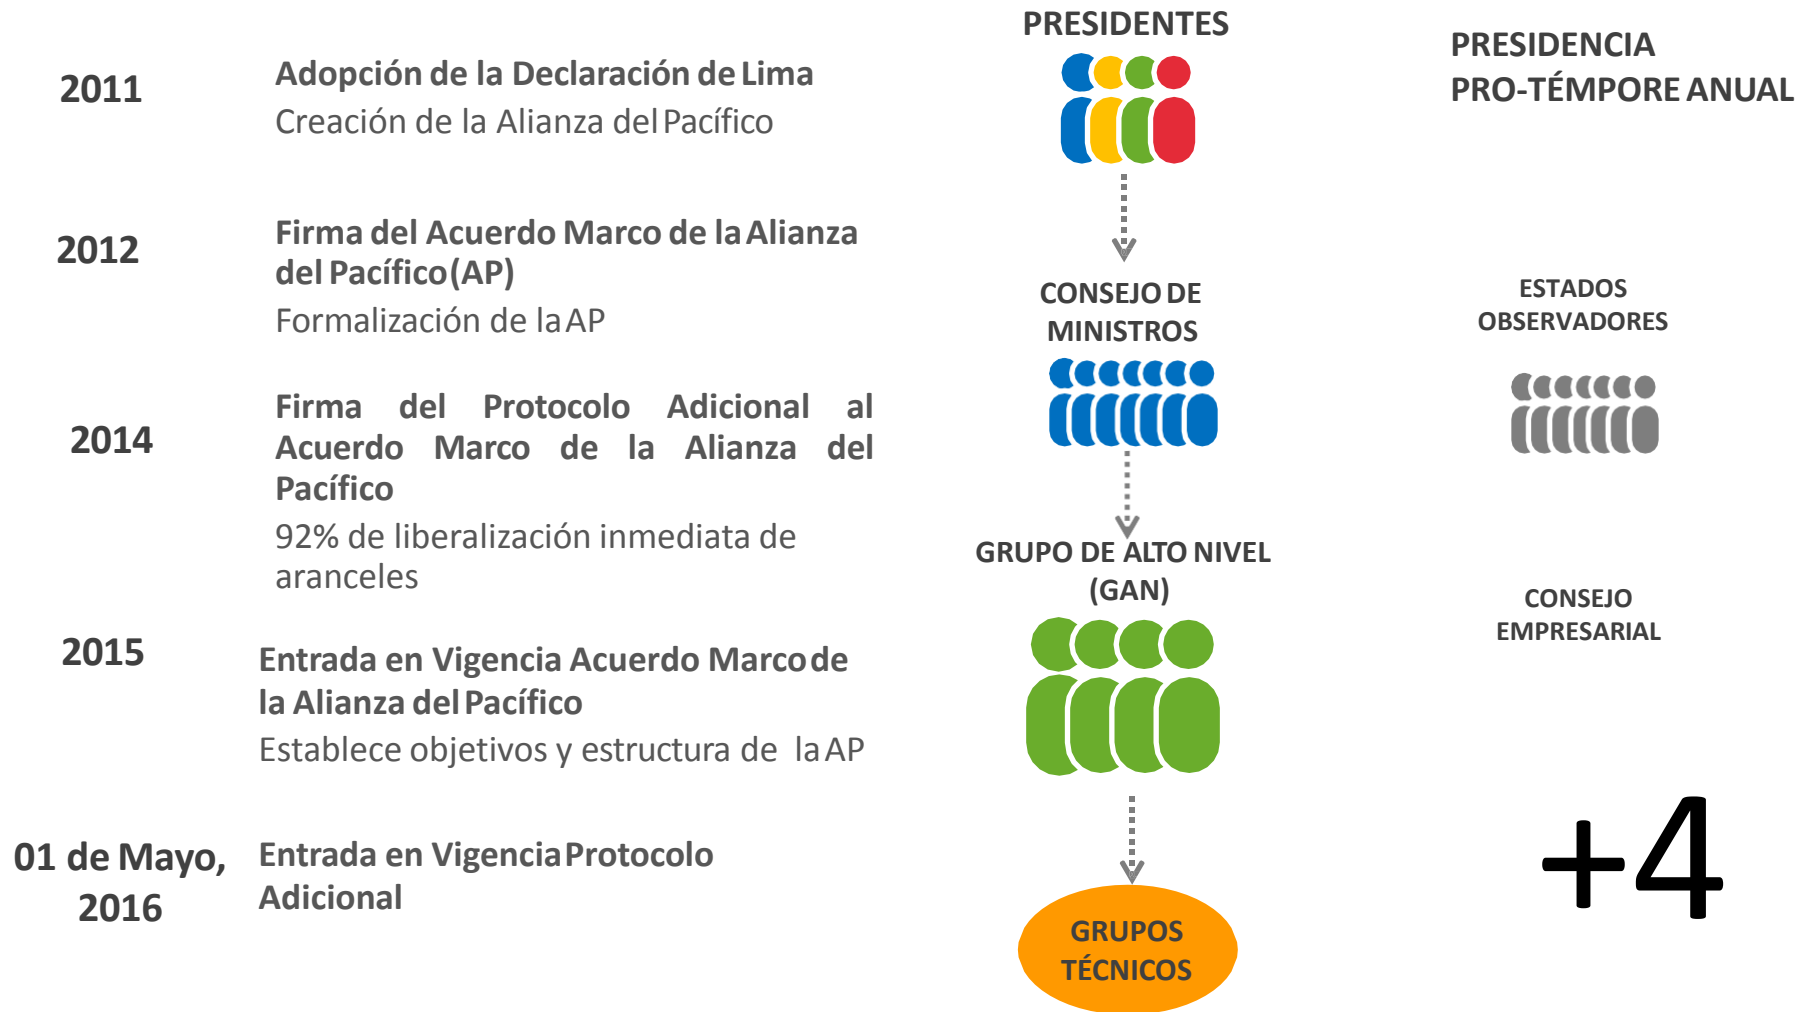 2011
Adopción de la Declaración de Lima
Creación de la Alianza del Pacífico
2012
Firma del Acuerdo Marco de la Alianza
del Pacífico (AP)
Formalización de la AP
2014
Firma del Protocolo Adicional al
Acuerdo Marco de la Alianza del
Pacífico
92% de liberalización inmediata de
aranceles
2015
Entrada en Vigencia Acuerdo Marco de
la Alianza del Pacífico
Establece objetivos y estructura de la AP
01 de Mayo,
2016
Entrada en Vigencia Protocolo
Adicional
PRESIDENTES
CONSEJO DE
MINISTROS
GRUPO DE ALTO NIVEL
(GAN)
GRUPOS
TÉCNICOS
PRESIDENCIA
PRO-TÉMPORE ANUAL
ESTADOS
OBSERVADORES
CONSEJO
EMPRESARIAL
+4